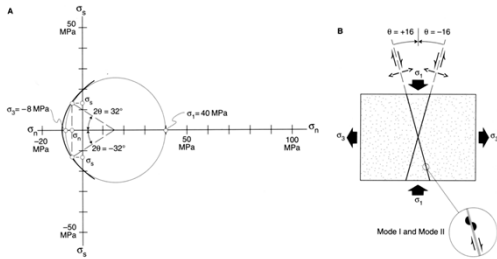 A
σs
50
MPa
σ3= −8 MPa
σs
2θ = 32°
σ1= 40 MPa
σn
σn
σn
−20
MPa
2θ = −32°
50
MPa
100
MPa
σs
−50
MPa
σs
B
θ = +16
θ = −16
σ1
σ3
σ3
σ1
Mode I and Mode II